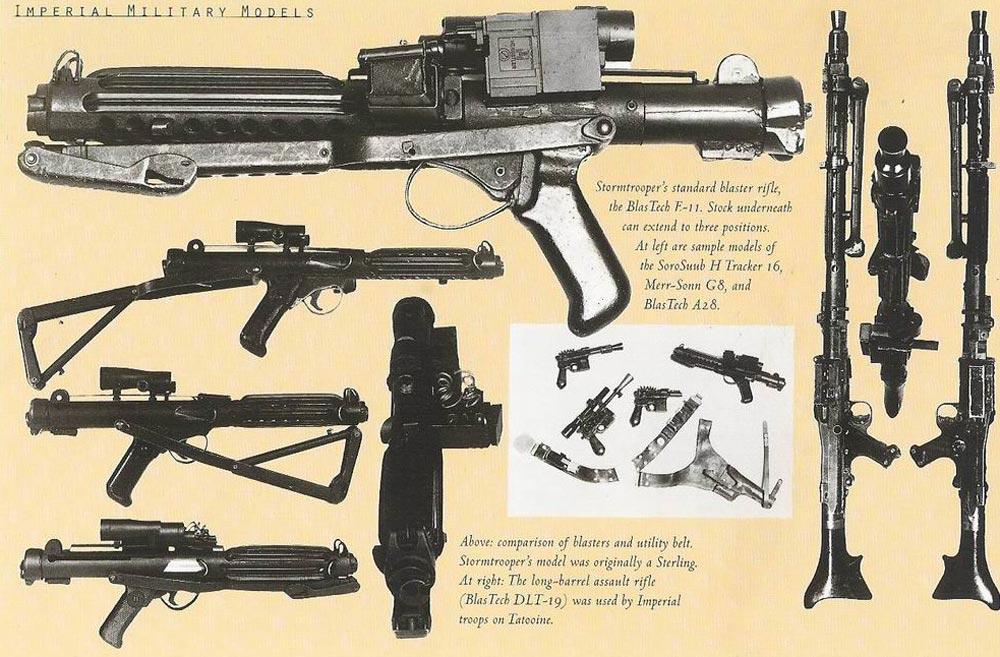 IMPERIAL MILITARY MODELS
Stormtrooper's standard blaster rifle,
the BlasTech E-11. Stock underneath
can extend to three positions.
At left are sample models of
the SoroSuub H Tracker 16,
Merr-Sonn G8, and
BlasTech A28.
Above: comparison of blasters and utility belt.
Stormtrooper's model was originally a Sterling.
At right: The long-barrel assault rifle
(BlasTech DLT-19) was used by Imperial
troops on Tatooine.